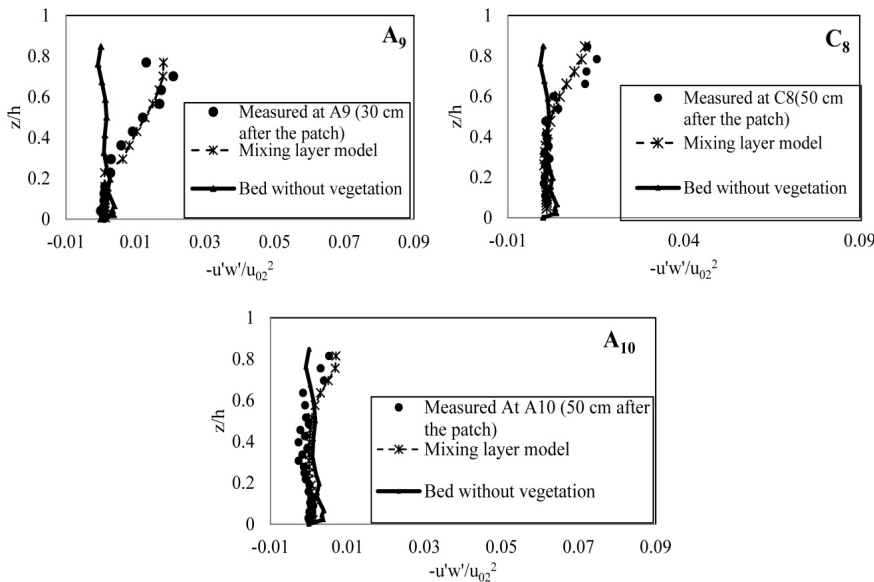 A9
1
0.8
0.6
0.4
0.2
0
z/h
Measured at A9 (30 cm
after the patch)
Mixing layer model
Bed without vegetation
-0.01 0.01 0.03 0.05 0.07 0.09
-u'w'/u02²
C8
1
0.8
0.6
0.4
0.2
0
z/h
Measured at C8(50 cm
after the patch)
Mixing layer model
Bed without vegetation
-0.01 0.04 0.09
-u'w'/u02²
A10
1
0.8
0.6
0.4
0.2
0
z/h
Measured At A10 (50 cm after
the patch)
Mixing layer model
Bed without vegetation
-0.01 0.01 0.03 0.05 0.07 0.09
-u'w'/u02²